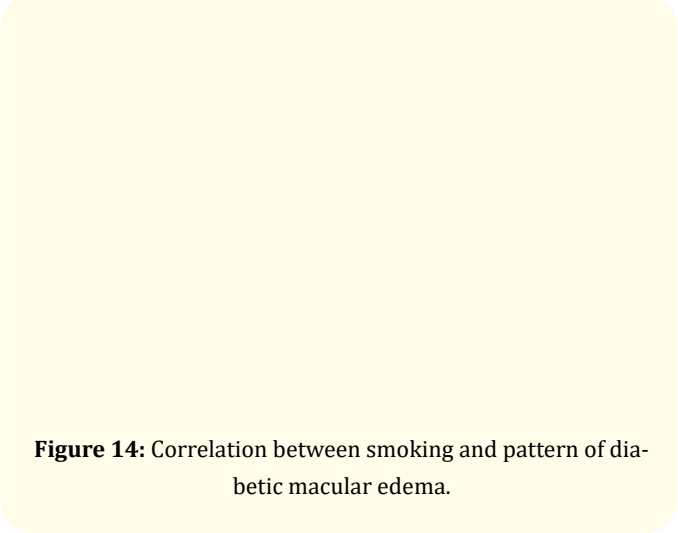 Figure 14: Correlation between smoking and pattern of dia-
betic macular edema.